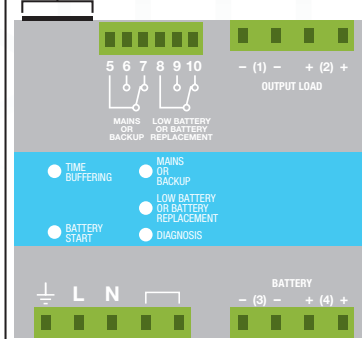 5 6 7 8 9 10
– (1) – + (2) +
OUTPUT LOAD
MAINS
OR
BACKUP
LOW BATTERY
OR BATTERY
REPLACEMENT
TIME
BUFFERING
MAINS
OR
BACKUP
LOW BATTERY
OR BATTERY
REPLACEMENT
BATTERY
START
DIAGNOSIS
L N
BATTERY
– (3) – + (4) +